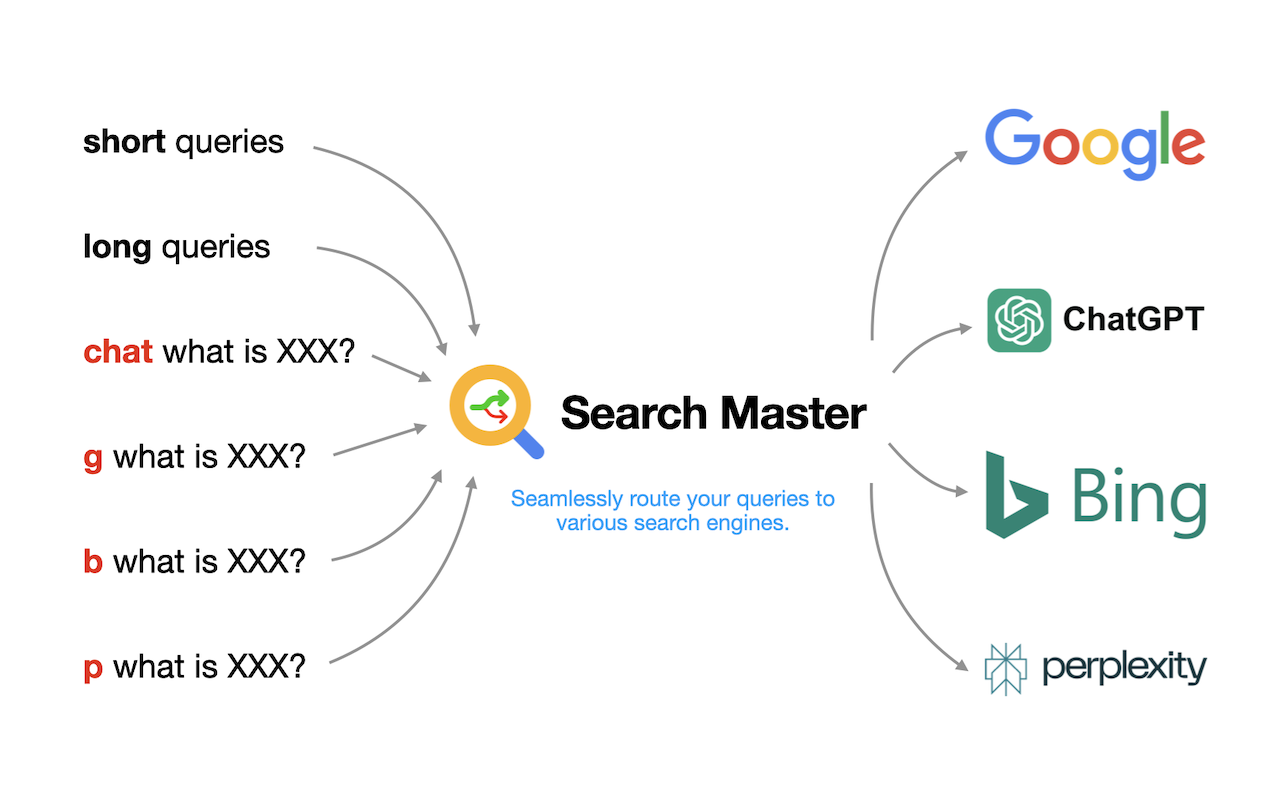 short queries
long queries
chat what is XXX?
g what is XXX?
b what is XXX?
p what is XXX?
Search Master
Seamlessly route your queries to
various search engines.
Google
ChatGPT
Bing
perplexity